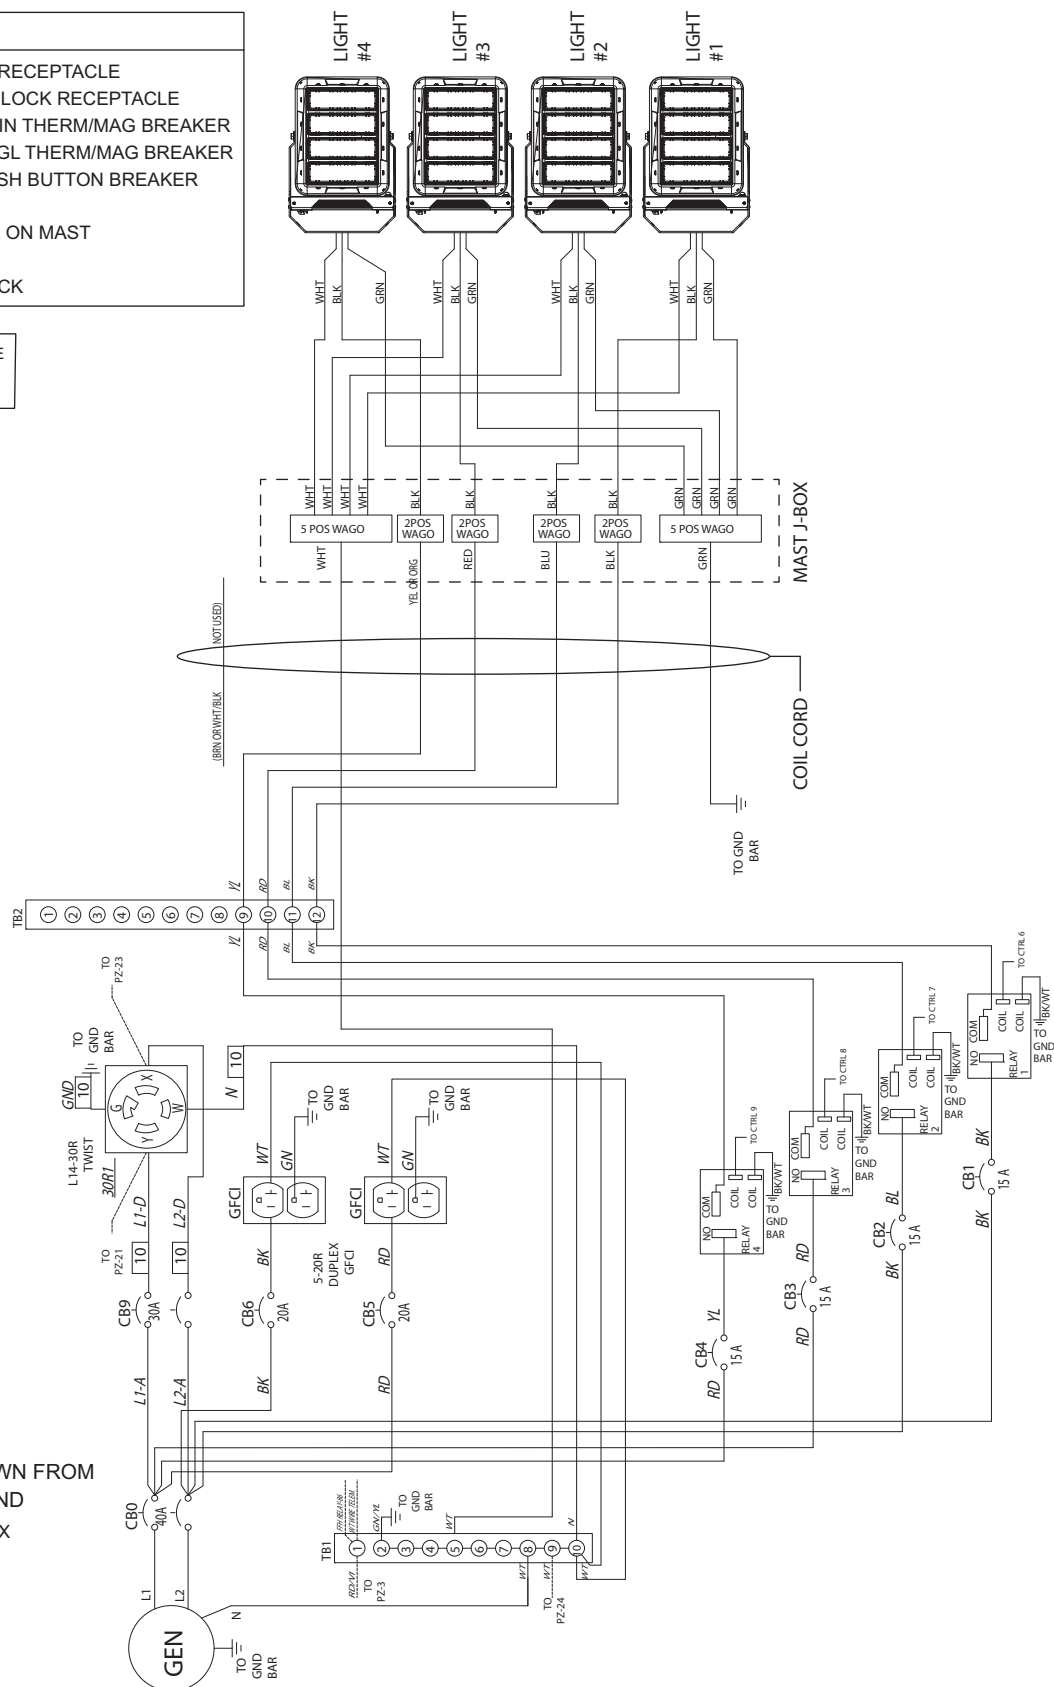 RECEPTACLE
LOCK RECEPTACLE
IN THERM/MAG BREAKER
GL THERM/MAG BREAKER
SH BUTTON BREAKER
ON MAST
CK
E
LIGHT
#4
LIGHT
#3
LIGHT
#2
LIGHT
#1
WHT
BLK
GRN
WHT
BLK
GRN
WHT
BLK
GRN
WHT
BLK
GRN
WHT
WHT
WHT
WHT
BLK
BLK
BLK
BLK
GRN
GRN
GRN
GRN
5 POS WAGO
2POS
WAGO
2POS
WAGO
2POS
WAGO
2POS
WAGO
5 POS WAGO
WHT
YEL OR ORG
RED
BLU
BLK
GRN
MAST J-BOX
(BRN OR WHT/BLK
NOT USED)
COIL CORD
TO GND
BAR
TB2
1
2
3
4
5
6
7
8
9
10
11
12
YL
RD
BL
BK
YL
RD
BL
BK
TO
PZ-23
TO
GND
BAR
GND
10
L14-30R
TWIST
30R1
G
X
Y
W
N
10
TO
PZ-21
10
L1-D
10
L2-D
CB9
30A
L1-A
L2-A
GFCI
WT
GN
TO
GND
BAR
GFCI
WT
GN
TO
GND
BAR
5-20R
DUPLEX
GFCI
BK
CB6
20A
BK
RD
CB5
20A
RD
NO
COM
COIL
COIL
RELAY
4
TO CTRL 9
BK/WT
TO
GND
BAR
NO
COM
COIL
COIL
RELAY
3
TO CTRL 8
BK/WT
TO
GND
BAR
NO
COM
COIL
COIL
RELAY
2
TO CTRL 7
BK/WT
TO
GND
BAR
NO
COM
COIL
COIL
RELAY
1
TO CTRL 6
BK/WT
TO
GND
BAR
YL
CB4
15 A
RD
RD
CB3
15 A
RD
BL
CB2
15 A
BK
BK
CB1
15 A
BK
WN FROM
ND
X
CB0
40A
L1
L2
N
GEN
TO
GND
BAR
TB1
1
2
3
4
5
6
7
8
9
10
GN/YL
TO
GND
BAR
WT
N
RD/VI
TO
PZ-3
WT
WT
TO
PZ-24
WT